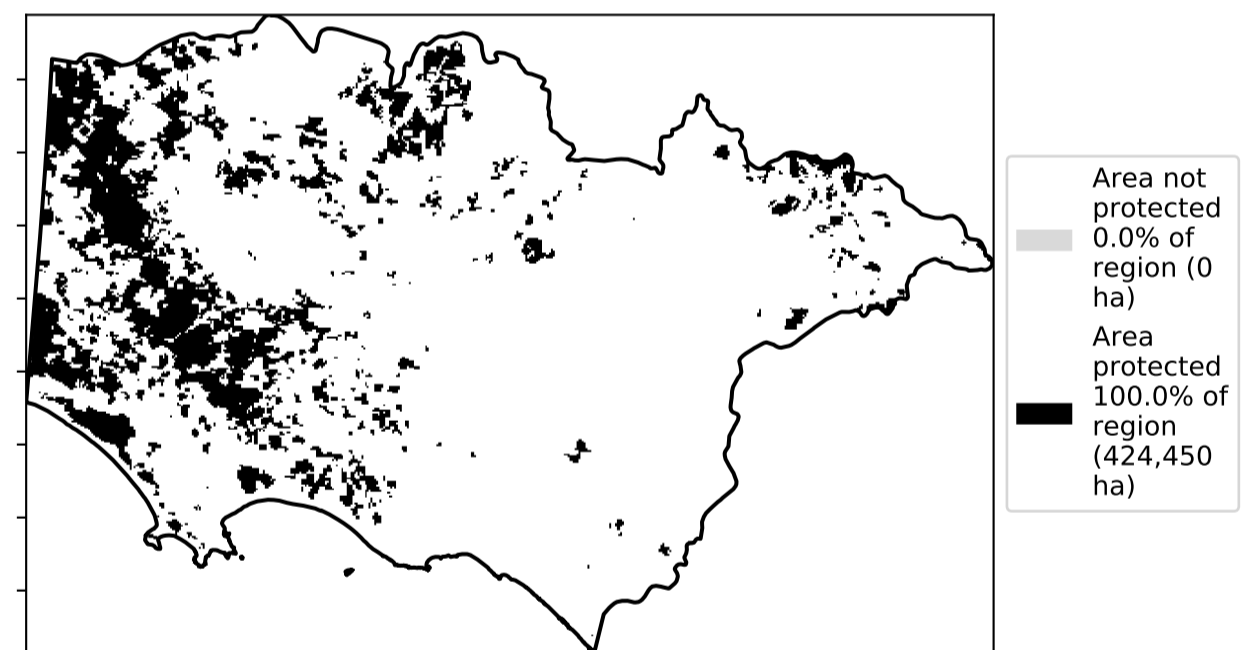 Area not
protected
0.0% of
region (0
ha)
Area
protected
100.0% of
region
(424,450
ha)